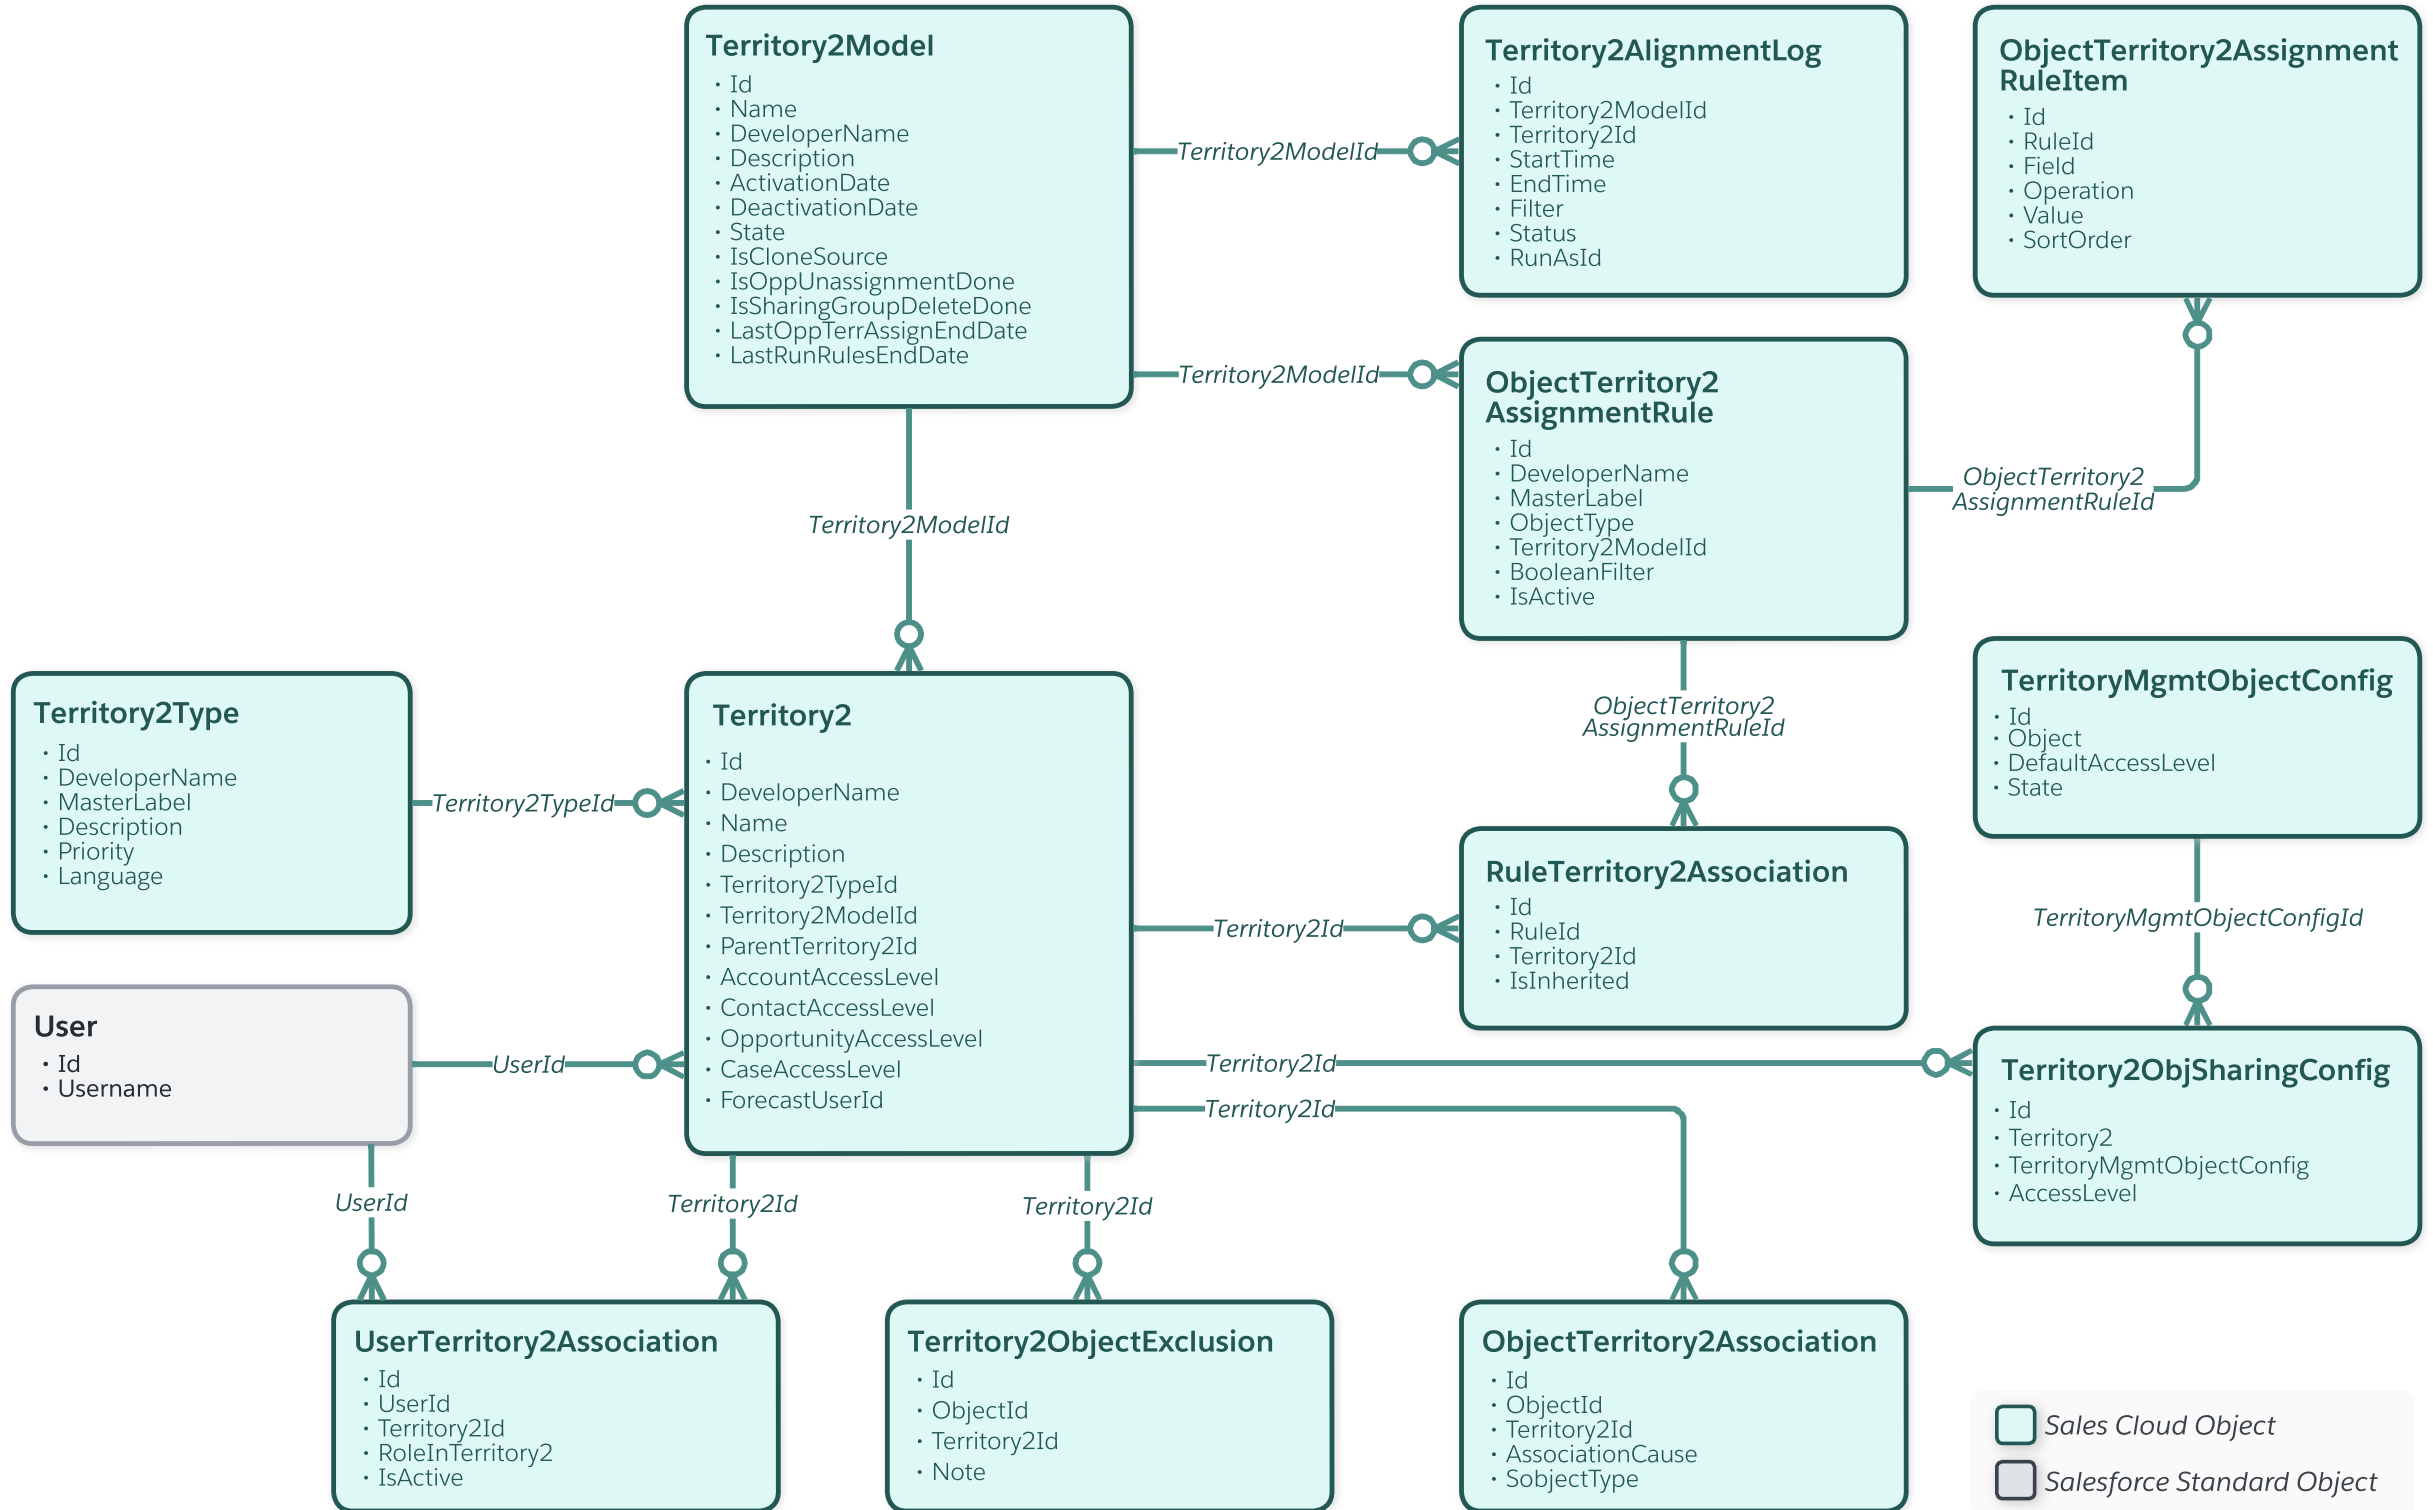 Territory2Model
· Id
· Name
· DeveloperName
· Description
· ActivationDate
· DeactivationDate
· State
· IsCloneSource
· IsOppUnassignmentDone
· IsSharingGroupDeleteDone
· LastOppTerrAssignEndDate
· LastRunRulesEndDate
Territory2ModelId
Territory2AlignmentLog
· Id
· Territory2ModelId
· Territory2Id
· StartTime
· EndTime
· Filter
· Status
· RunAsId
ObjectTerritory2Assignment
RuleItem
· Id
· RuleId
· Field
· Operation
· Value
· SortOrder
Territory2ModelId
ObjectTerritory2
AssignmentRule
· Id
· DeveloperName
· MasterLabel
· ObjectType
· Territory2ModelId
· BooleanFilter
· IsActive
ObjectTerritory2
AssignmentRuleId
Territory2ModelId
Territory2Type
· Id
· DeveloperName
· MasterLabel
· Description
· Priority
· Language
Territory2TypeId
Territory2
· Id
· DeveloperName
· Name
· Description
· Territory2TypeId
· Territory2ModelId
· ParentTerritory2Id
· AccountAccessLevel
· ContactAccessLevel
· OpportunityAccessLevel
· CaseAccessLevel
· ForecastUserId
ObjectTerritory2
AssignmentRuleId
TerritoryMgmtObjectConfig
· Id
· Object
· DefaultAccessLevel
· State
Territory2Id
RuleTerritory2Association
· Id
· RuleId
· Territory2Id
· IsInherited
TerritoryMgmtObjectConfigId
User
· Id
· Username
UserId
Territory2Id
Territory2ObjSharingConfig
· Id
· Territory2
· TerritoryMgmtObjectConfig
· AccessLevel
Territory2Id
UserId
Territory2Id
Territory2Id
UserTerritory2Association
· Id
· UserId
· Territory2Id
· RoleInTerritory2
· IsActive
Territory2ObjectExclusion
· Id
· ObjectId
· Territory2Id
· Note
ObjectTerritory2Association
· Id
· ObjectId
· Territory2Id
· AssociationCause
· SobjectType
Sales Cloud Object
Salesforce Standard Object